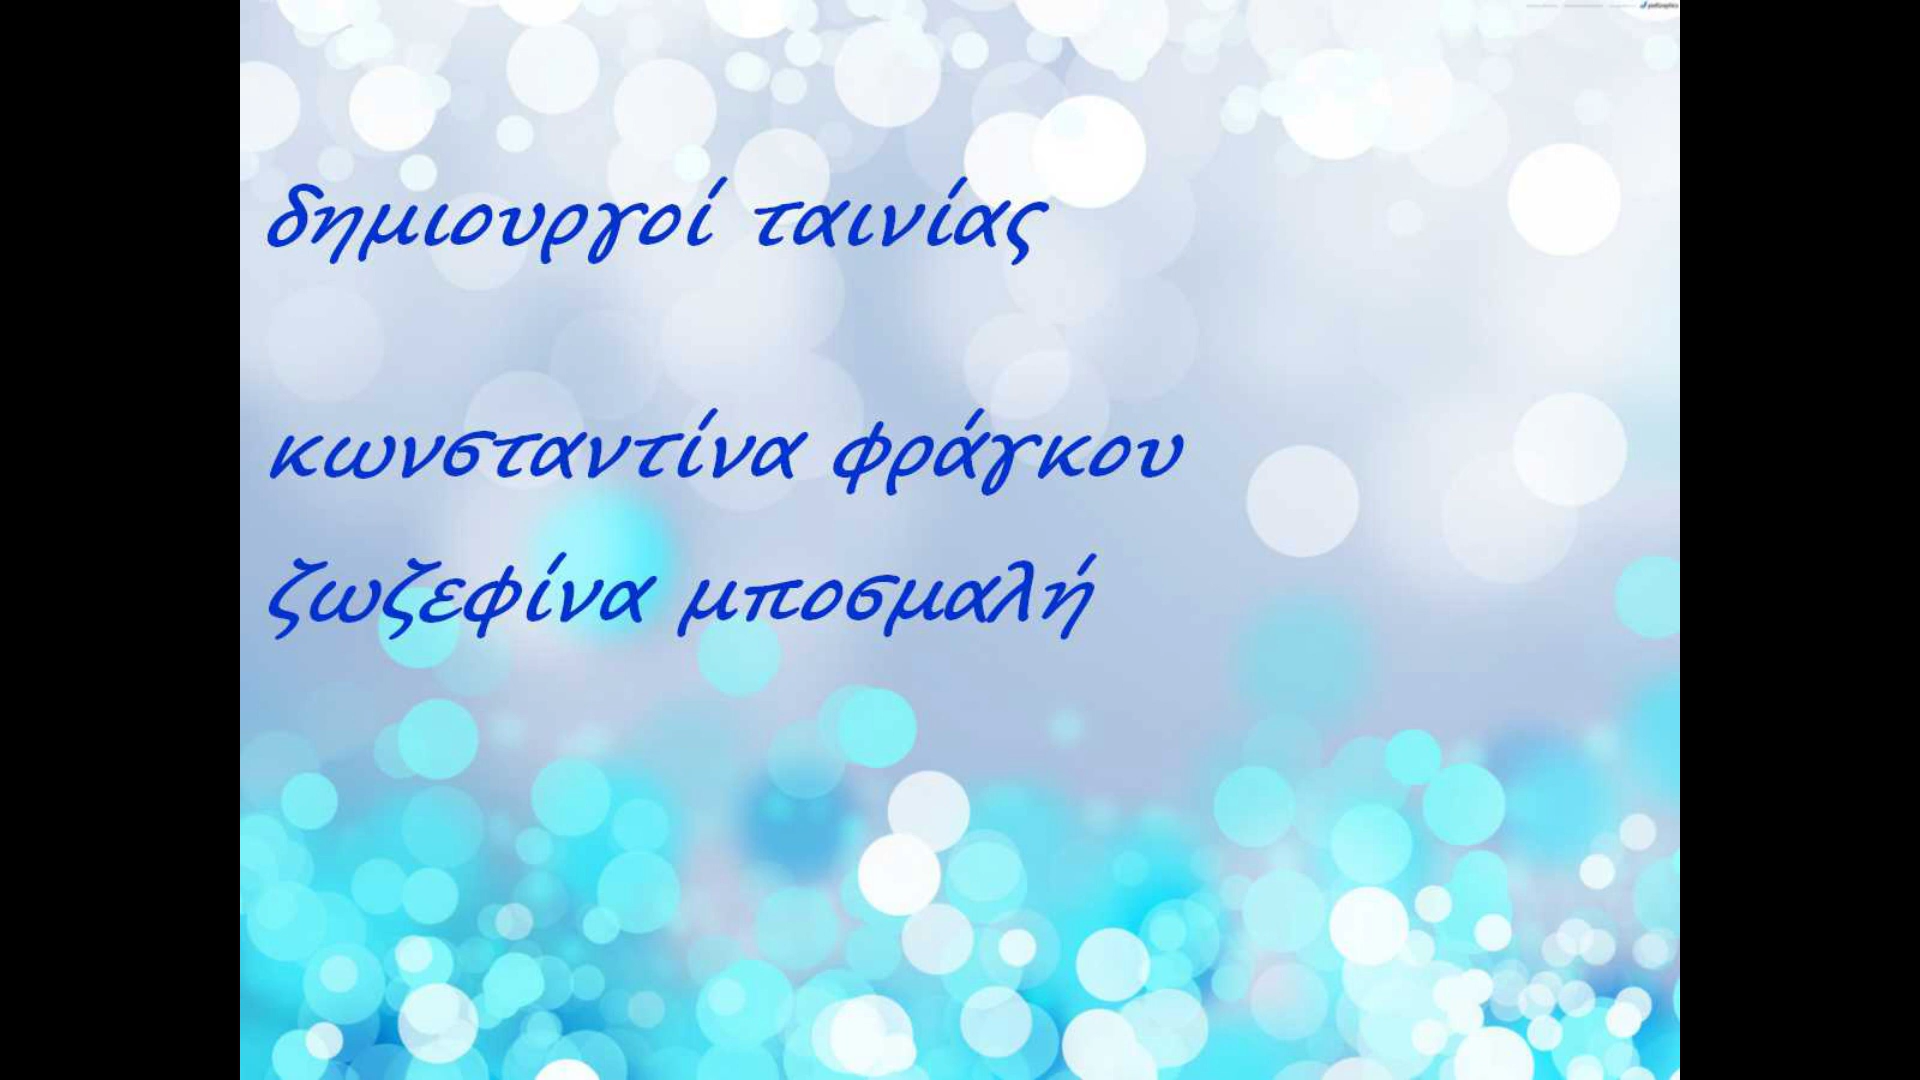 δημιουργοί ταινίας
κωνσταντίνα φράγκου
ζωζεφίνα μποσμαλή